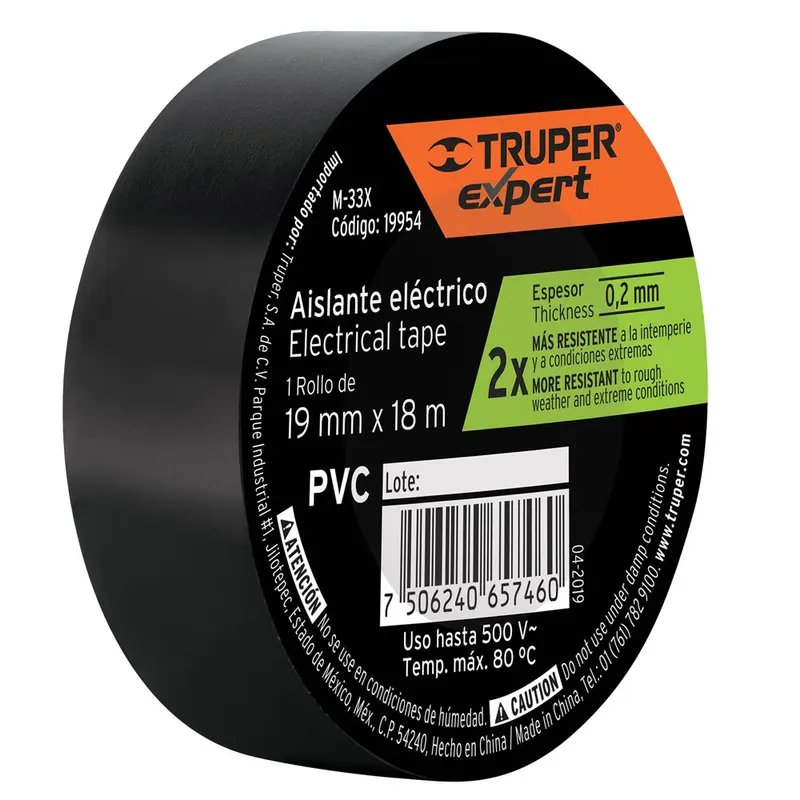 TRUPER®
expert
M-33X
Código: 19954
Aislante eléctrico
Electrical tape
1 Rollo de
19 mm x 18 m
Espesor
Thickness
0,2 mm
2x
MÁS RESISTENTE a la intemperie
y a condiciones extremas
MORE RESISTANT to rough
weather and extreme conditions
PVC
Lote:
7 506240 657460
04-2019
Uso hasta 500 V~
Temp. máx. 80 ºC
ATENCIÓN No se use en condiciones de húmedad.
CAUTION Do not use under damp conditions.
Importado por: Truper, S.A. de C.V. Parque Industrial #1, Jilotepec, Estado de México, Méx., C.P. 54240, Hecho en China / Made in China, Tel.: 01 (761) 782 9100. www.truper.com